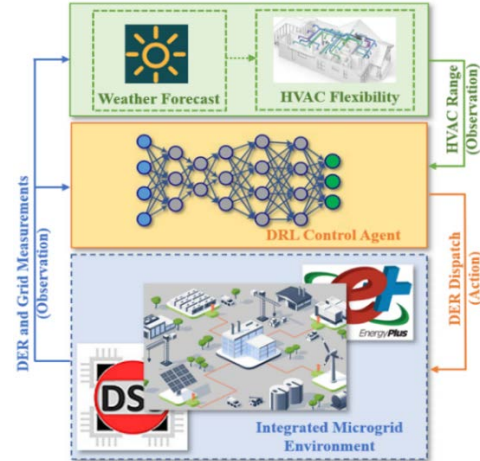 Weather Forecast
HVAC Flexibility
HVAC Range
(Observation)
DRL Control Agent
DER and Grid Measurements
(Observation)
DER Dispatch
(Action)
e+
EnergyPlus
DS
Integrated Microgrid
Environment